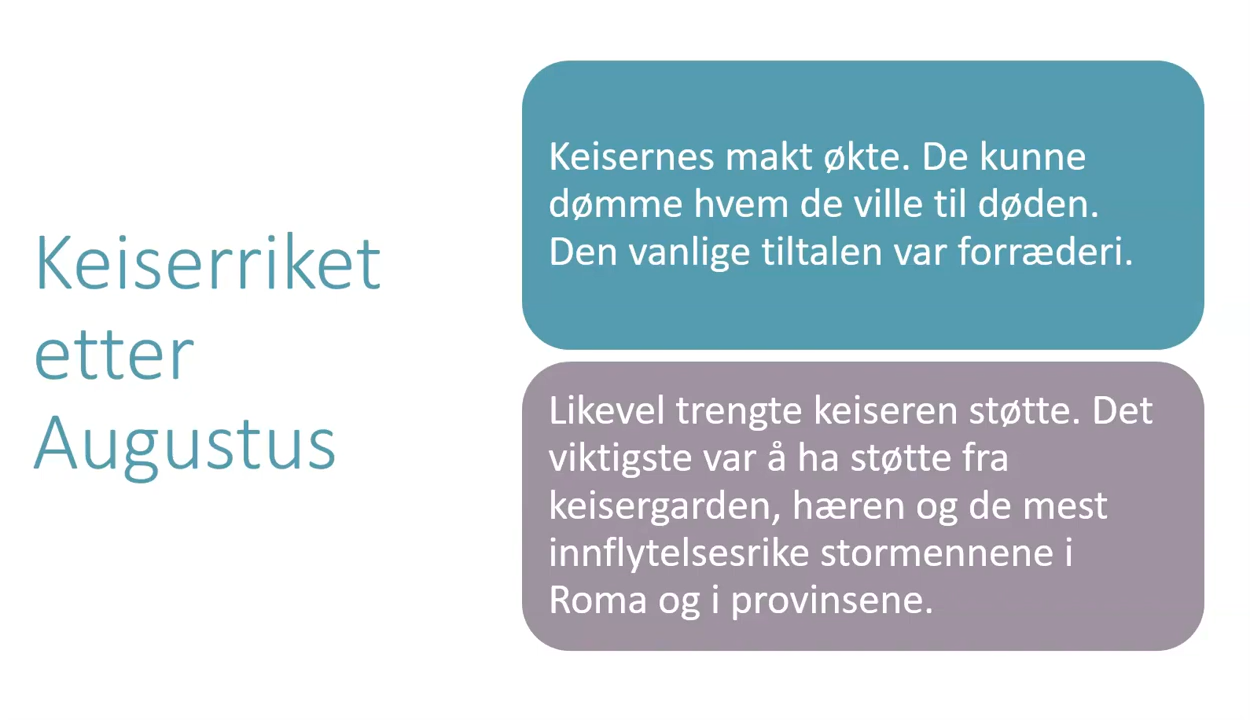 Keiserriket
etter
Augustus
Keisernes makt økte. De kunne
dømme hvem de ville til døden.
Den vanlige tiltalen var forræderi.
Likevel trengte keiseren støtte. Det
viktigste var å ha støtte fra
keisergarden, hæren og de mest
innflytelsesrike stormennene i
Roma og i provinsene.